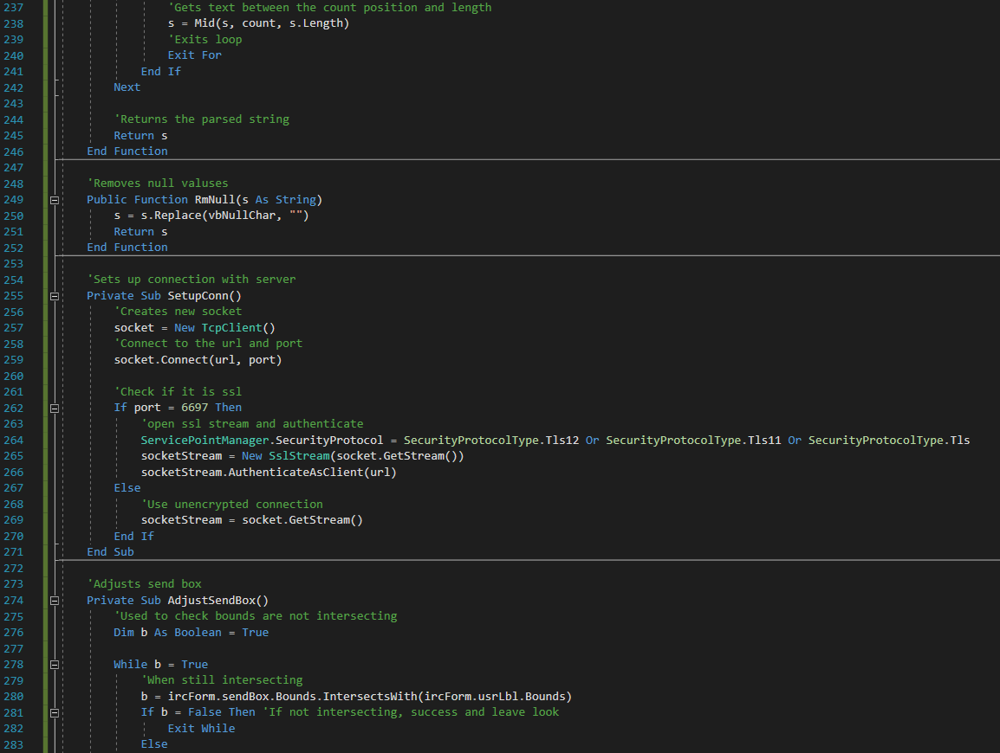 237 'Gets text between the count position and length
238 s = Mid(s, count, s.Length)
239 'Exits loop
240 Exit For
241 End If
242 Next
243
244 'Returns the parsed string
245 Return s
246 End Function
247
248 'Removes null valuses
249 Public Function RmNull(s As String)
250 s = s.Replace(vbNullChar, "")
251 Return s
252 End Function
253
254 'Sets up connection with server
255 Private Sub SetupConn()
256 'Creates new socket
257 socket = New TcpClient()
258 'Connect to the url and port
259 socket.Connect(url, port)
260
261 'Check if it is ssl
262 If port = 6697 Then
263 'open ssl stream and authenticate
264 ServicePointManager.SecurityProtocol = SecurityProtocolType.Tls12 Or SecurityProtocolType.Tls11 Or SecurityProtocolType.Tls
265 socketStream = New SslStream(socket.GetStream())
266 socketStream.AuthenticateAsClient(url)
267 Else
268 'Use unencrypted connection
269 socketStream = socket.GetStream()
270 End If
271 End Sub
272
273 'Adjusts send box
274 Private Sub AdjustSendBox()
275 'Used to check bounds are not intersecting
276 Dim b As Boolean = True
277
278 While b = True
279 'When still intersecting
280 b = ircForm.sendBox.Bounds.IntersectsWith(ircForm.usrLbl.Bounds)
281 If b = False Then 'If not intersecting, success and leave look
282 Exit While
283 Else